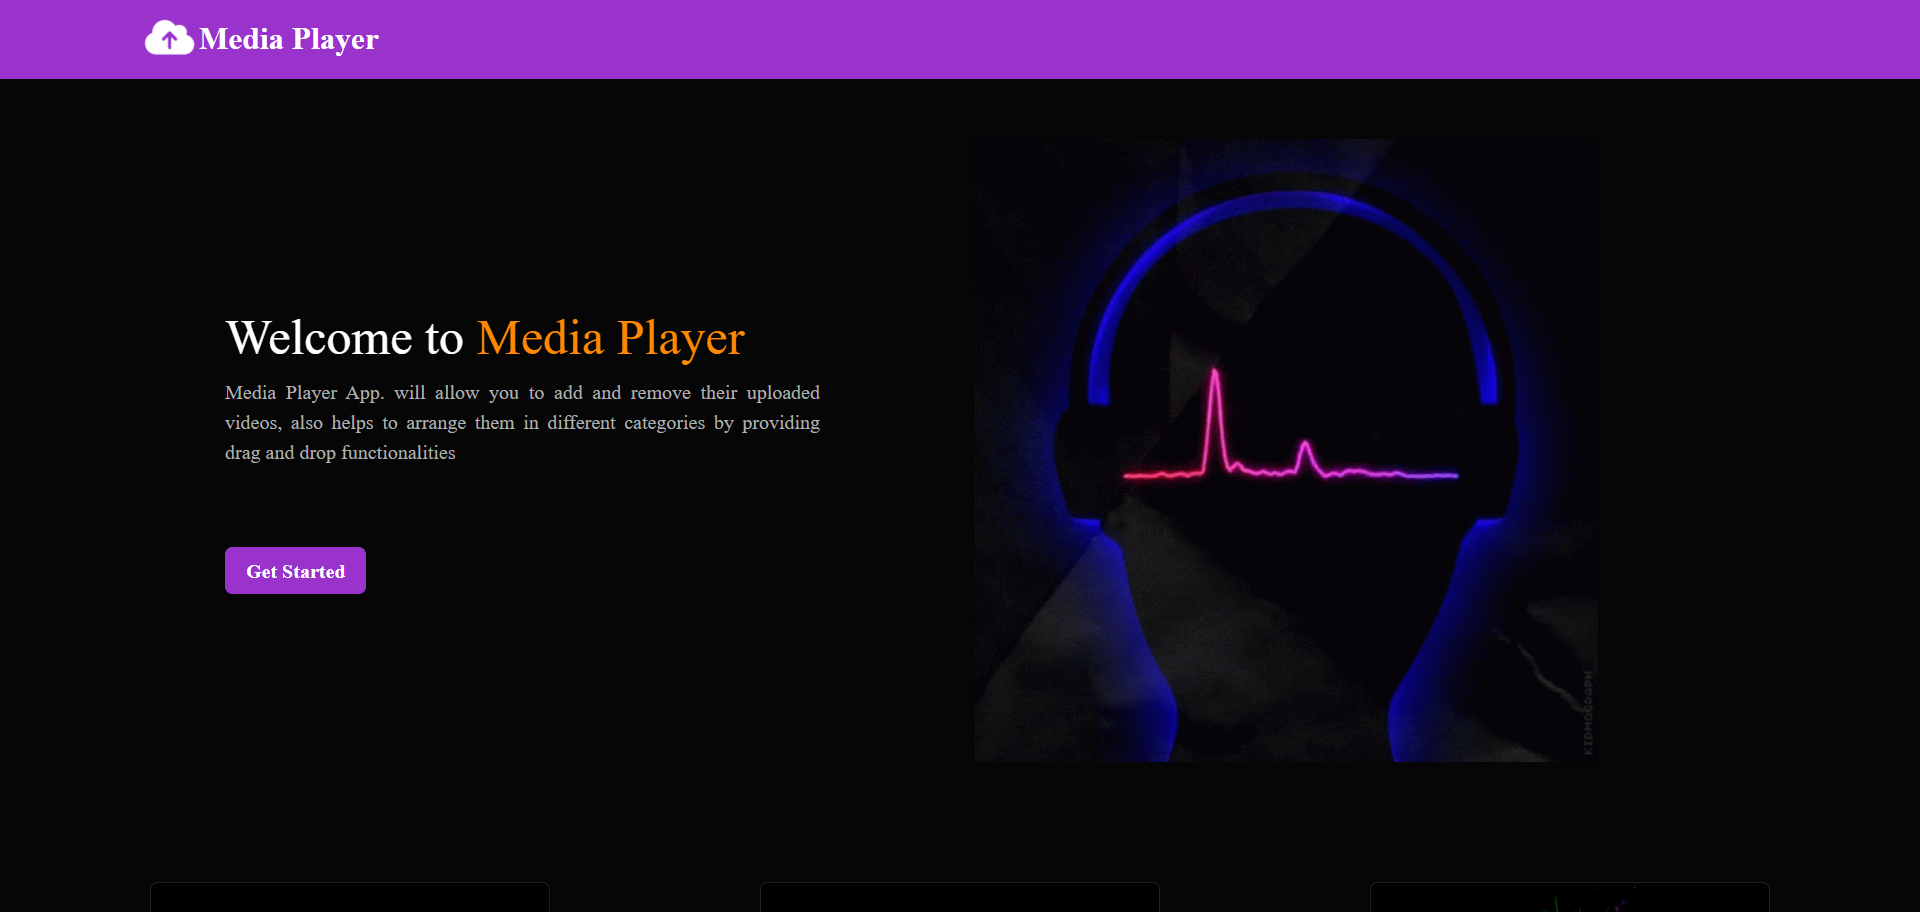 Media Player
Welcome to Media Player
Media Player App. will allow you to add and remove their uploaded
videos, also helps to arrange them in different categories by providing
drag and drop functionalities
Get Started
KIDMOGRAPH